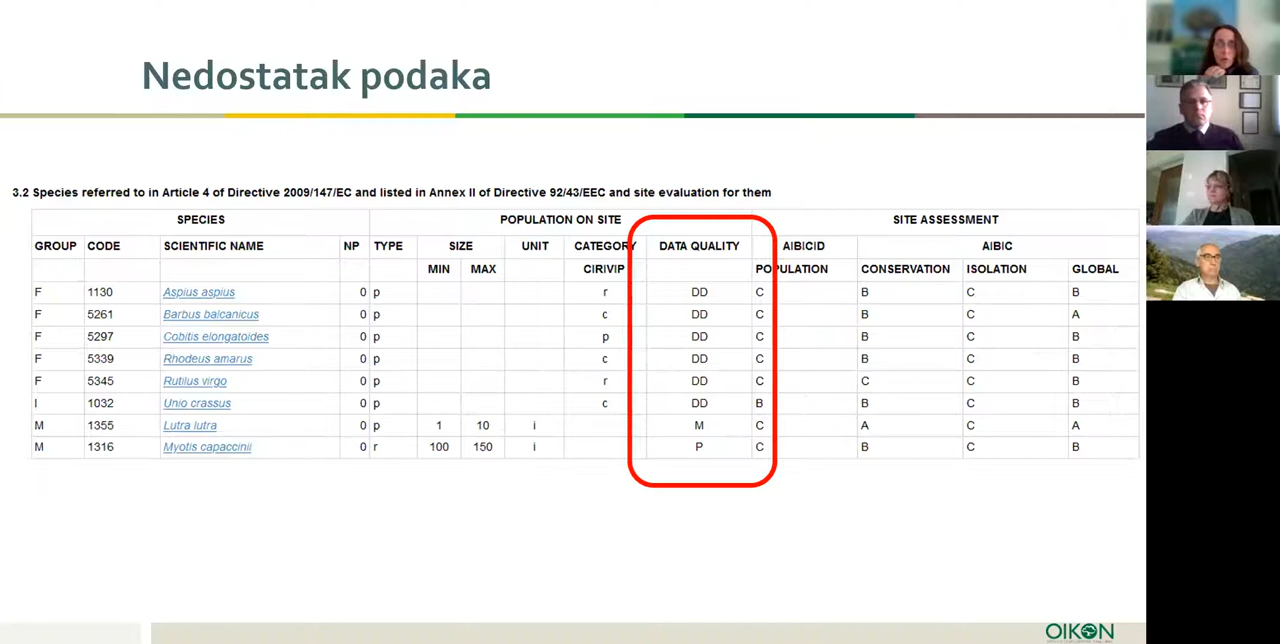 Nedostatak podaka
3.2 Species referred to in Article 4 of Directive 2009/147/EC and listed in Annex II of Directive 92/43/EEC and site evaluation for them
SPECIES POPULATION ON SITE SITE ASSESSMENT
GROUP CODE SCIENTIFIC NAME NP TYPE SIZE UNIT CATEGORY DATA QUALITY AIBICID AIBIC
MIN MAX CIRIVIP POPULATION CONSERVATION ISOLATION GLOBAL
F 1130 Aspius aspius 0 p r DD C B C B
F 5261 Barbus balcanicus 0 p c DD C B C A
F 5297 Cobitis elongatoides 0 p p DD C B C B
F 5339 Rhodeus amarus 0 p c DD C B C B
F 5345 Rutilus virgo 0 p r DD C C C B
I 1032 Unio crassus 0 p c DD B B C B
M 1355 Lutra lutra 0 p 1 10 i M C A C A
M 1316 Myotis capaccinii 0 r 100 150 i P C B C B
OIKON